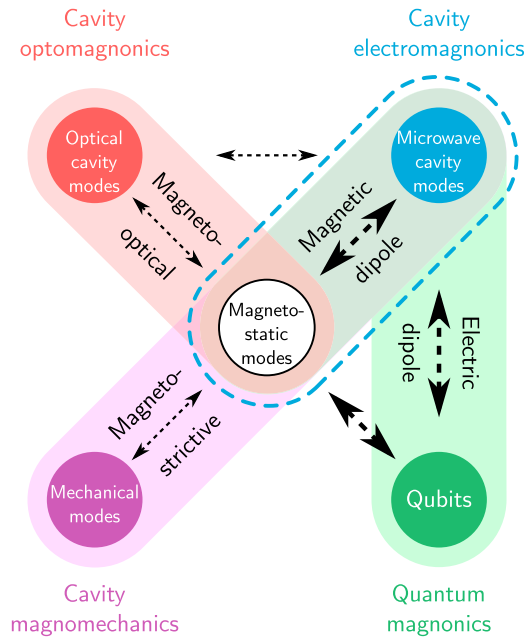 Cavity
optomagnonics
Cavity
electromagnonics
Optical
cavity
modes
Microwave
cavity
modes
Magneto-
optical
Magnetic
dipole
Magneto-
static
modes
Electric
dipole
Magneto-
strictive
Mechanical
modes
Qubits
Cavity
magnomechanics
Quantum
magnonics